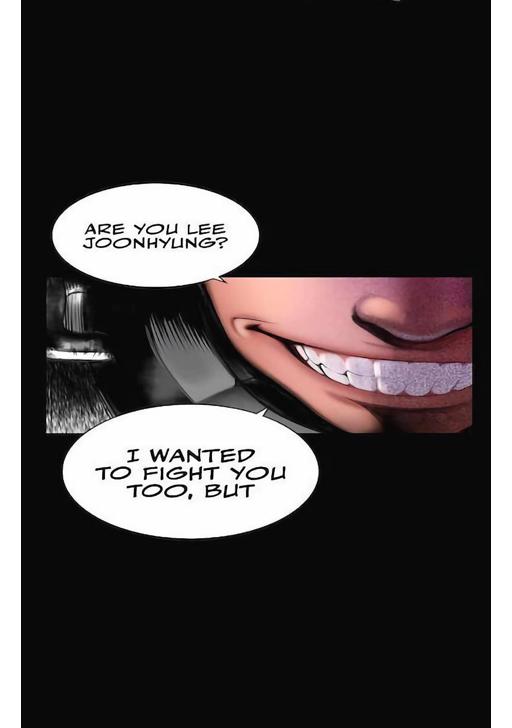 ARE YOU LEE
JOONHYUNG?
I WANTED
TO FIGHT YOU
TOO, BUT